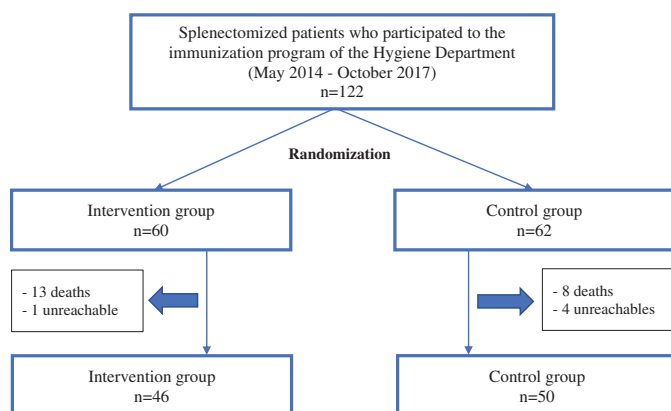 Splenectomized patients who participated to the
immunization program of the Hygiene Department
(May 2014 - October 2017)
n=122
Randomization
Intervention group
n=60
Control group
n=62
- 13 deaths
- 1 unreachable
- 8 deaths
- 4 unreachables
Intervention group
n=46
Control group
n=50